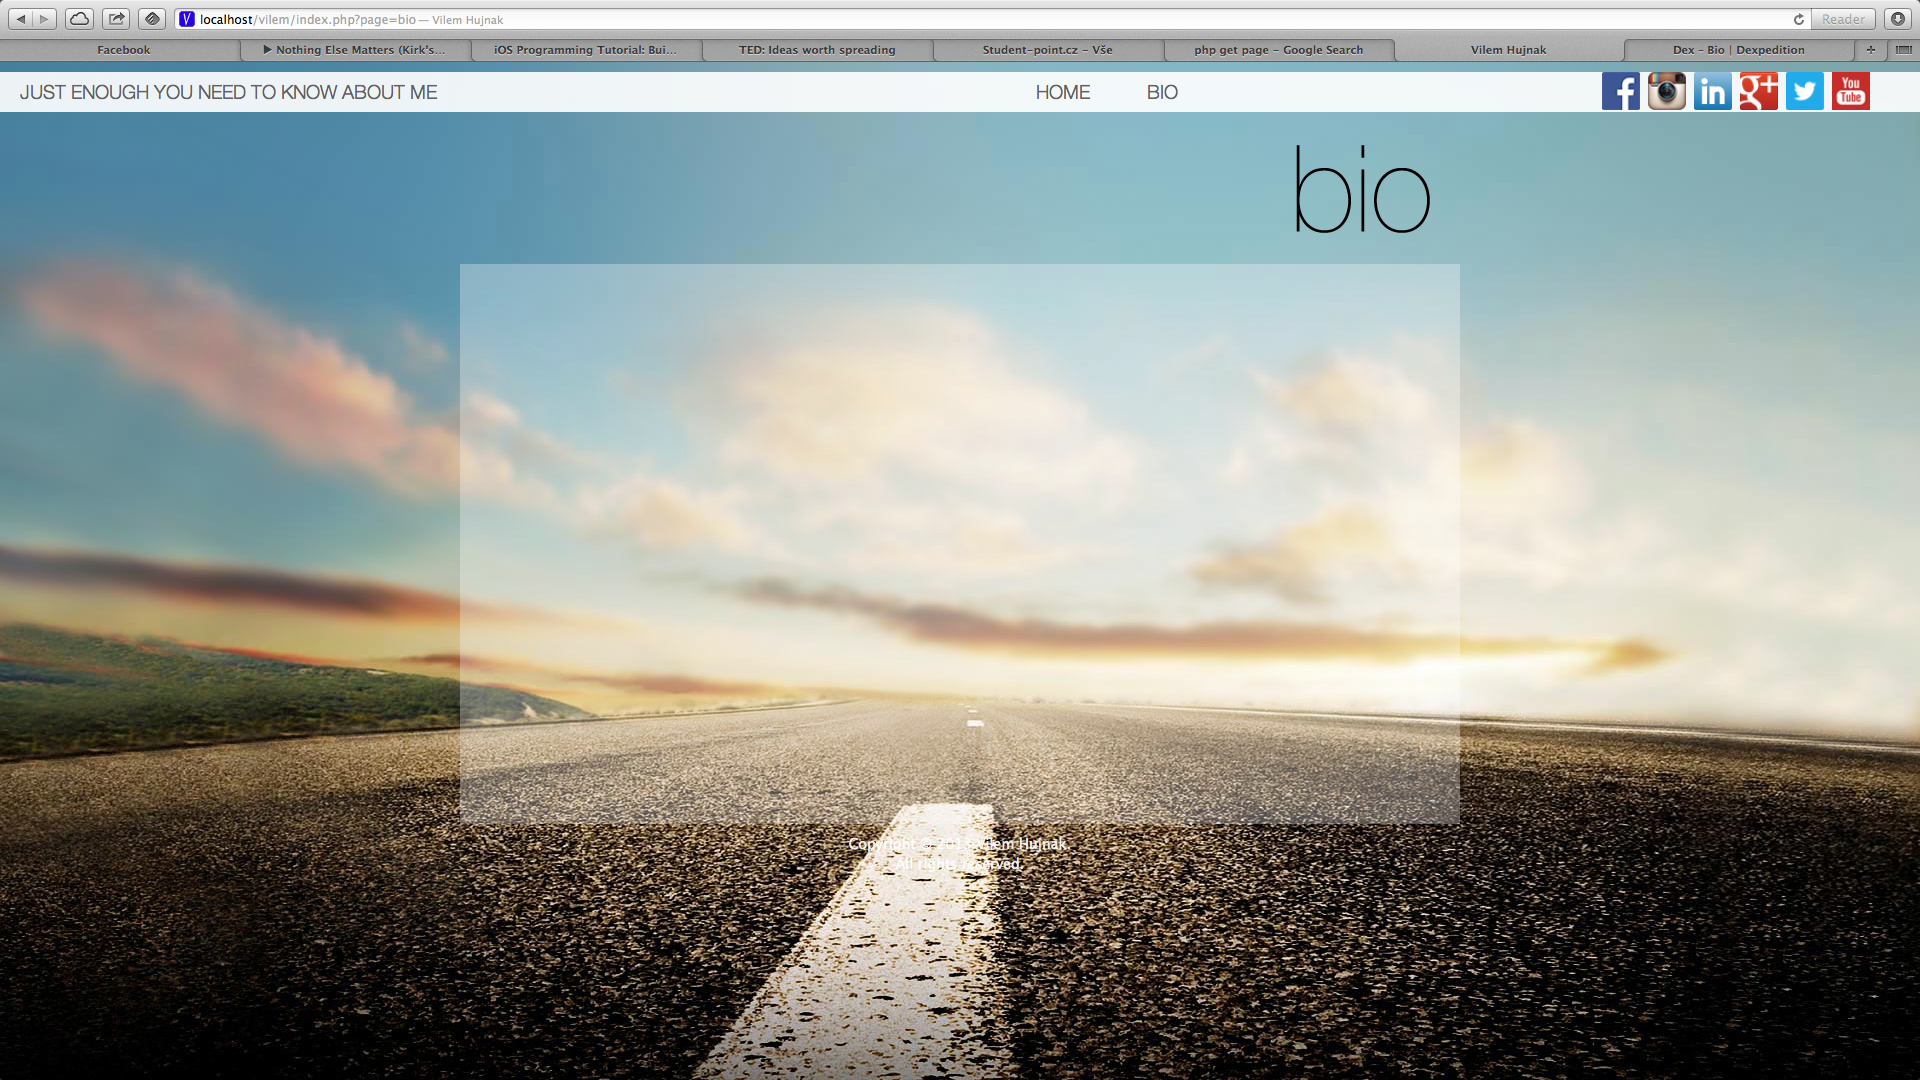 localhost/vilem/index.php?page=bio — Vilem Hujnak
Reader
Facebook
▶ Nothing Else Matters (Kirk's...
iOS Programming Tutorial: Bui...
TED: Ideas worth spreading
Student-point.cz – Vše
php get page – Google Search
Vilem Hujnak
Dex – Bio | Dexpedition
JUST ENOUGH YOU NEED TO KNOW ABOUT ME
HOME
BIO
You
Tube
bio
Copyright © Vilem Hujnak.
All rights reserved.